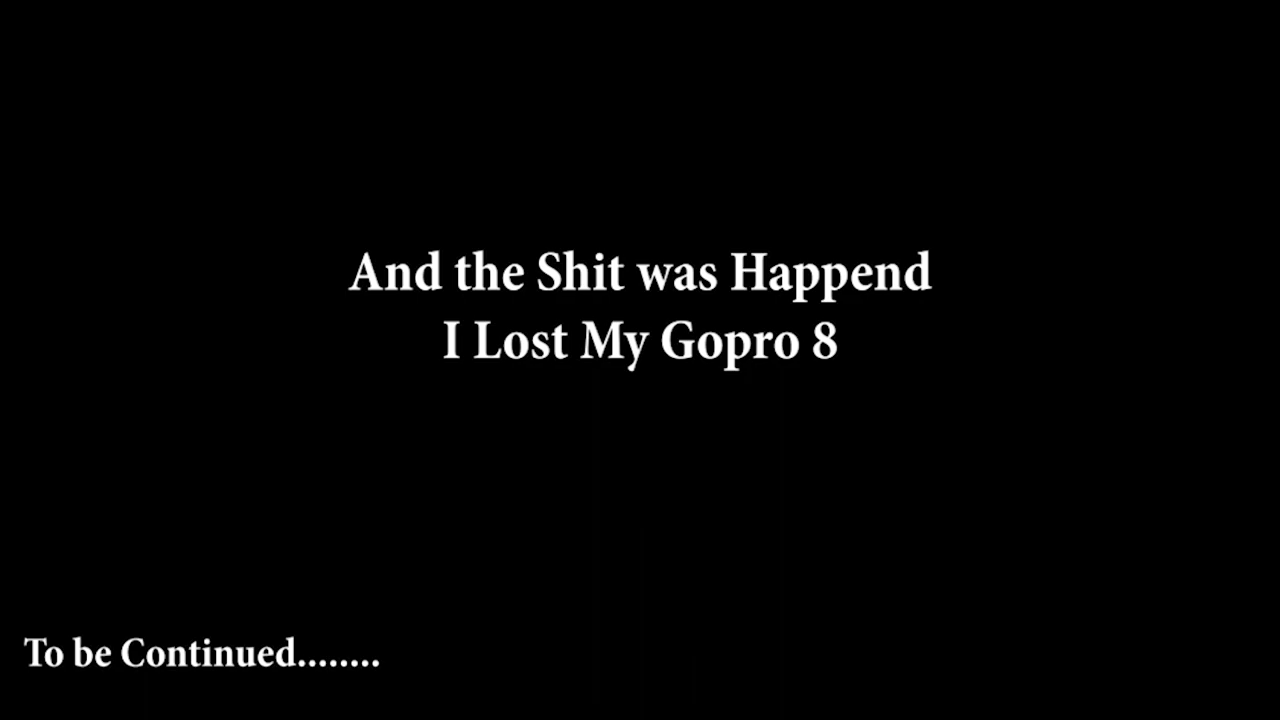 And the Shit was Happend
I Lost My Gopro 8
To be Continued........